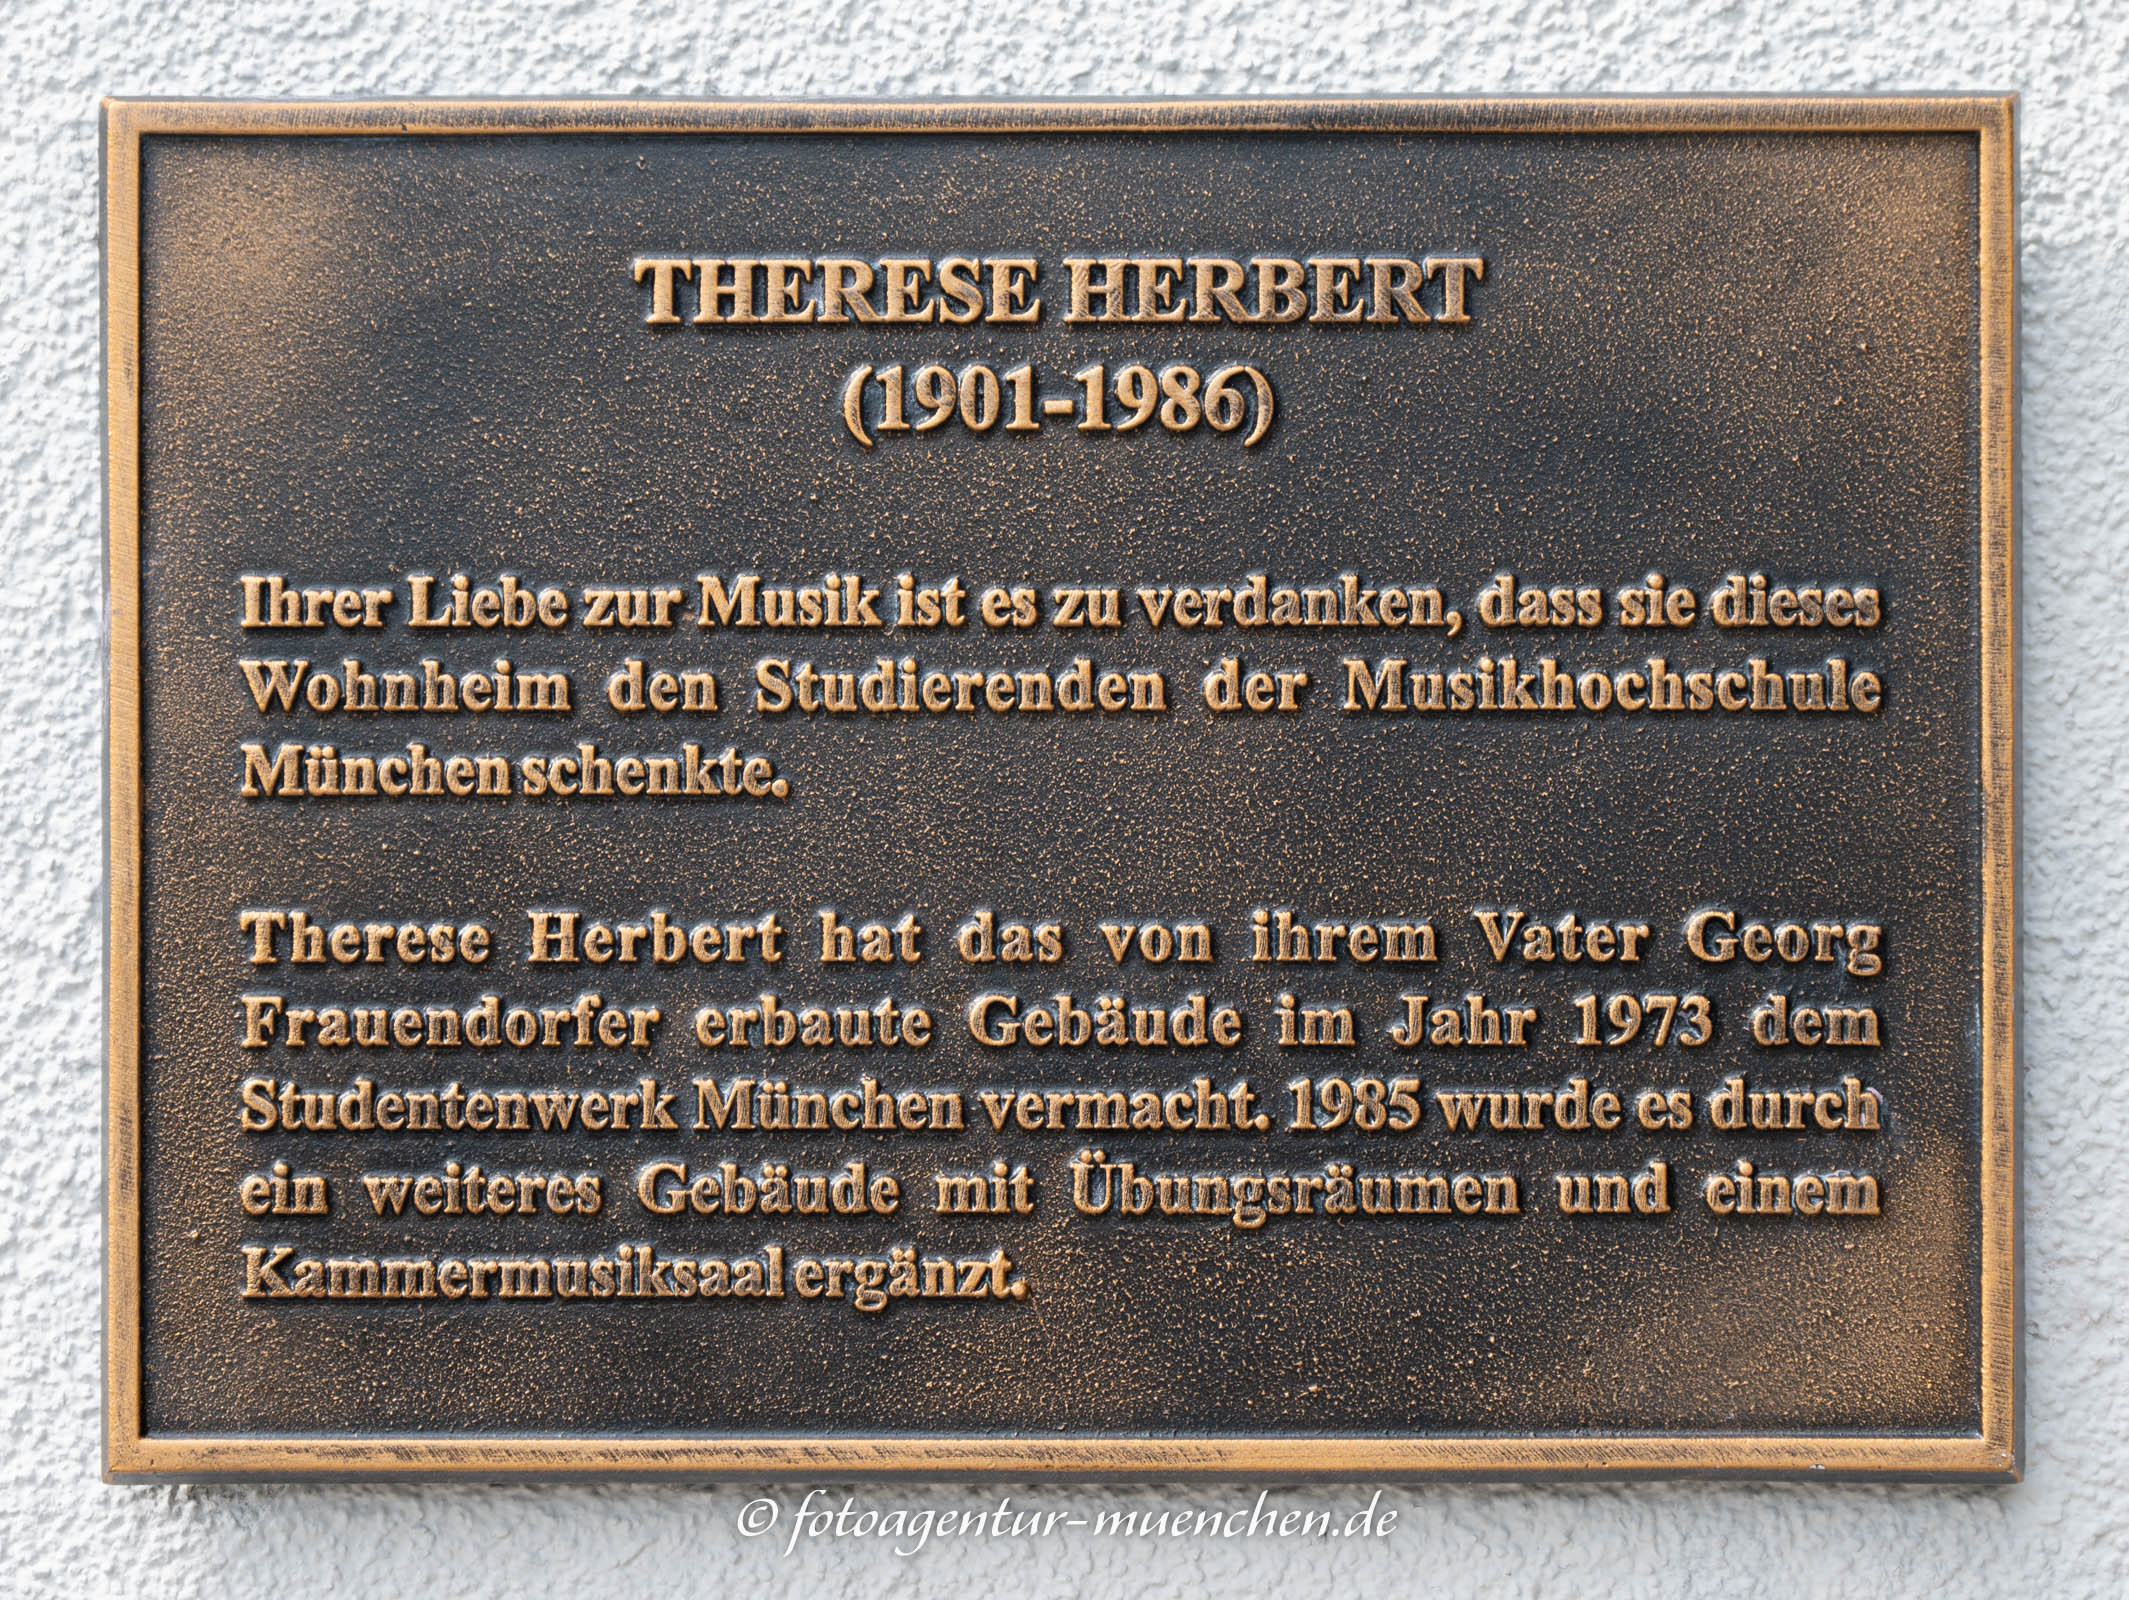 THERESE HERBERT
(1901-1986)
Ihrer Liebe zur Musik ist es zu verdanken, dass sie dieses
Wohnheim den Studierenden der Musikhochschule
München schenkte.
Therese Herbert hat das von ihrem Vater Georg
Frauendorfer erbaute Gebäude im Jahr 1973 dem
Studentenwerk München vermacht. 1985 wurde es durch
ein weiteres Gebäude mit Übungsräumen und einem
Kammermusiksaal ergänzt.
© fotoagentur-muenchen.de